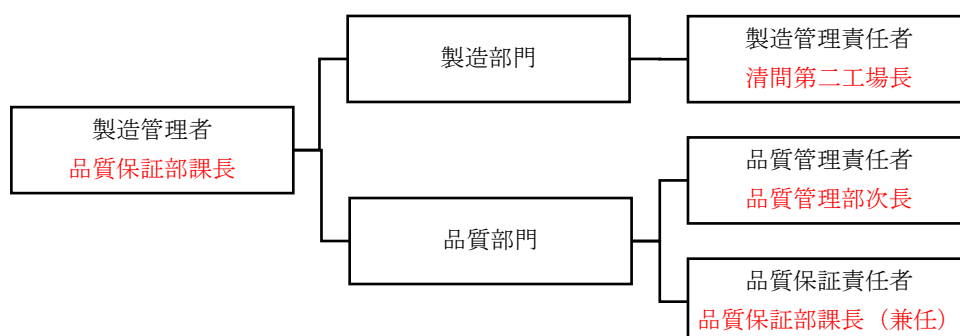 製造管理者
品質保証部課長
製造部門
品質部門
製造管理責任者
清間第二工場長
品質管理責任者
品質管理部次長
品質保証責任者
品質保証部課長（兼任）